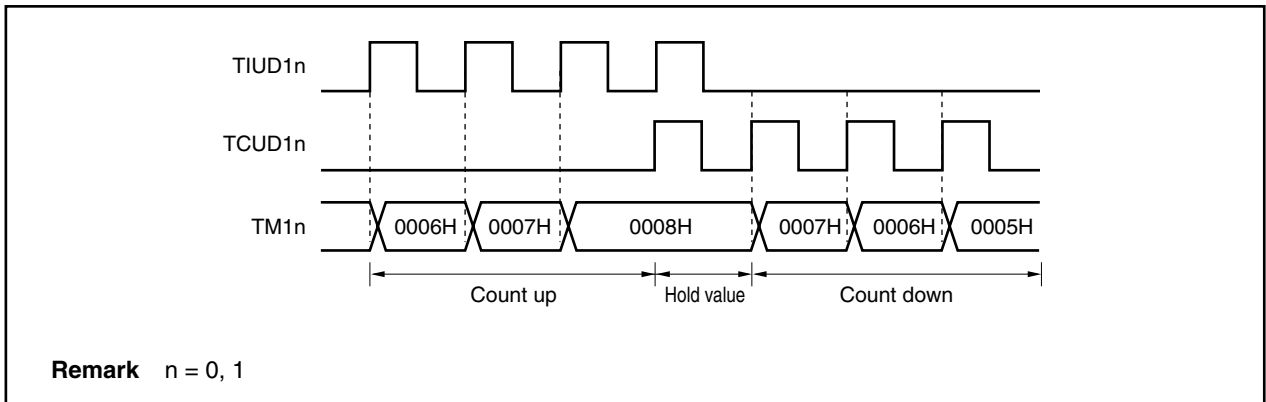 TIUD1n
TCUD1n
TM1n 0006H 0007H 0008H 0007H 0006H 0005H
Count up Hold value Count down
Remark n = 0, 1